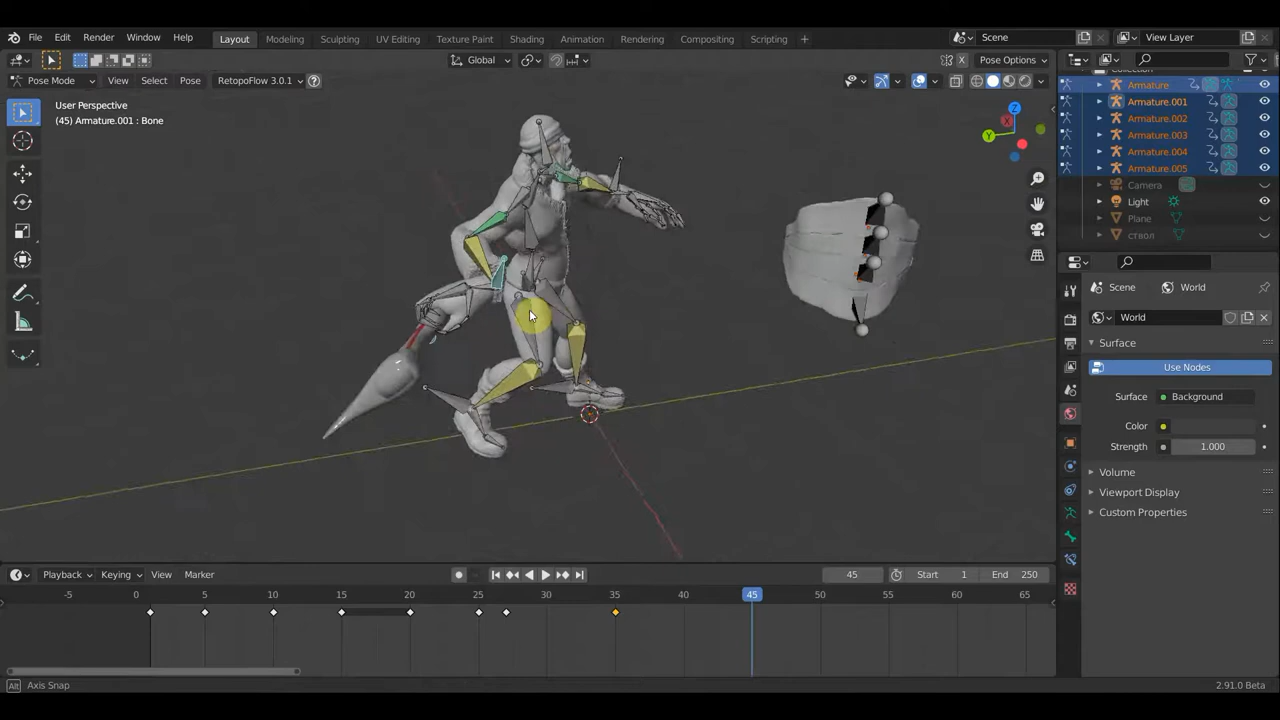 File Edit Render Window Help Layout Modeling Sculpting UV Editing Texture Paint Shading Animation Rendering Compositing Scripting + Scene View Layer
Global Pose Options
Pose Mode View Select Pose RetopoFlow 3.0.1 ?
Collection
User Perspective
(45) Armature.001 : Bone
Armature
Armature.001
Armature.002
Armature.003
Armature.004
Armature.005
Camera
Light
Plane
ствол
Z
X
Y
Scene World
World
Surface
Use Nodes
Surface Background
Color
Strength 1.000
Volume
Viewport Display
Custom Properties
Playback Keying View Marker 45 Start 1 End 250
-5 0 5 10 15 20 25 30 35 40 45 50 55 60 65
Alt Axis Snap 2.91.0 Beta